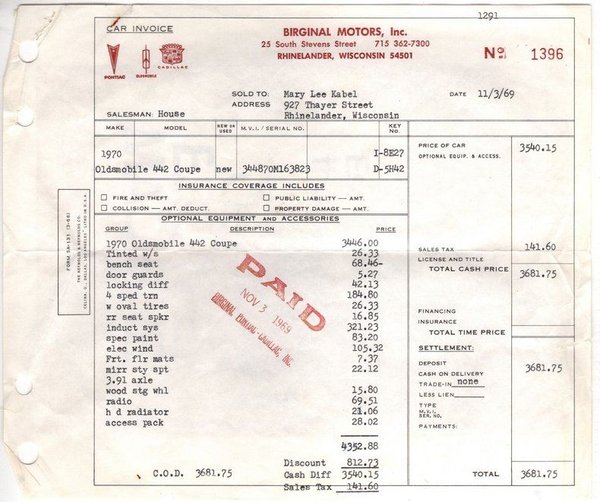 1291
CAR INVOICE
BIRGINAL MOTORS, Inc.
25 South Stevens Street 715 362-7300
RHINELANDER, WISCONSIN 54501
No 1396
PONTIAC OLDSMOBILE CADILLAC
SOLD TO: Mary Lee Kabel DATE 11/3/69
ADDRESS 927 Thayer Street
SALESMAN: House Rhinelander, Wisconsin
MAKE MODEL NEW OR USED M.V.I. / SERIAL NO. KEY NO.
1970 I-8E27
Oldsmobile 442 Coupe new 344870M163823 D-5H42
PRICE OF CAR 3540.15
OPTIONAL EQUIP. & ACCESS.
INSURANCE COVERAGE INCLUDES
FIRE AND THEFT PUBLIC LIABILITY — AMT.
COLLISION — AMT. DEDUCT. PROPERTY DAMAGE — AMT.
OPTIONAL EQUIPMENT AND ACCESSORIES
GROUP DESCRIPTION PRICE
1970 Oldsmobile 442 Coupe 3446.00
Tinted w/s 26.33
bench seat 68.46-
door guards 5.27
locking diff 42.13
4 sped trn 184.80
w oval tires 26.33
rr seat spkr 16.85
induct sys 321.23
spec paint 83.20
elec wind 105.32
Frt. flr mats 7.37
mirr sty spt 22.12
3.91 axle
wood stg whl 15.80
radio 69.51
h d radiator 21.06
access pack 28.02
4352.88
Discount 812.73
C.O.D. 3681.75 Cash Diff 3540.15
Sales Tax 141.60
PAID
NOV 3 1969
BIRGINAL BUICK-CADILLAC, INC.
SALES TAX 141.60
LICENSE AND TITLE
TOTAL CASH PRICE 3681.75
FINANCING
INSURANCE
TOTAL TIME PRICE
SETTLEMENT:
DEPOSIT 3681.75
CASH ON DELIVERY
TRADE-IN none
LESS LIEN
TYPE
M.V.I. SER. NO.
PAYMENTS:
TOTAL 3681.75